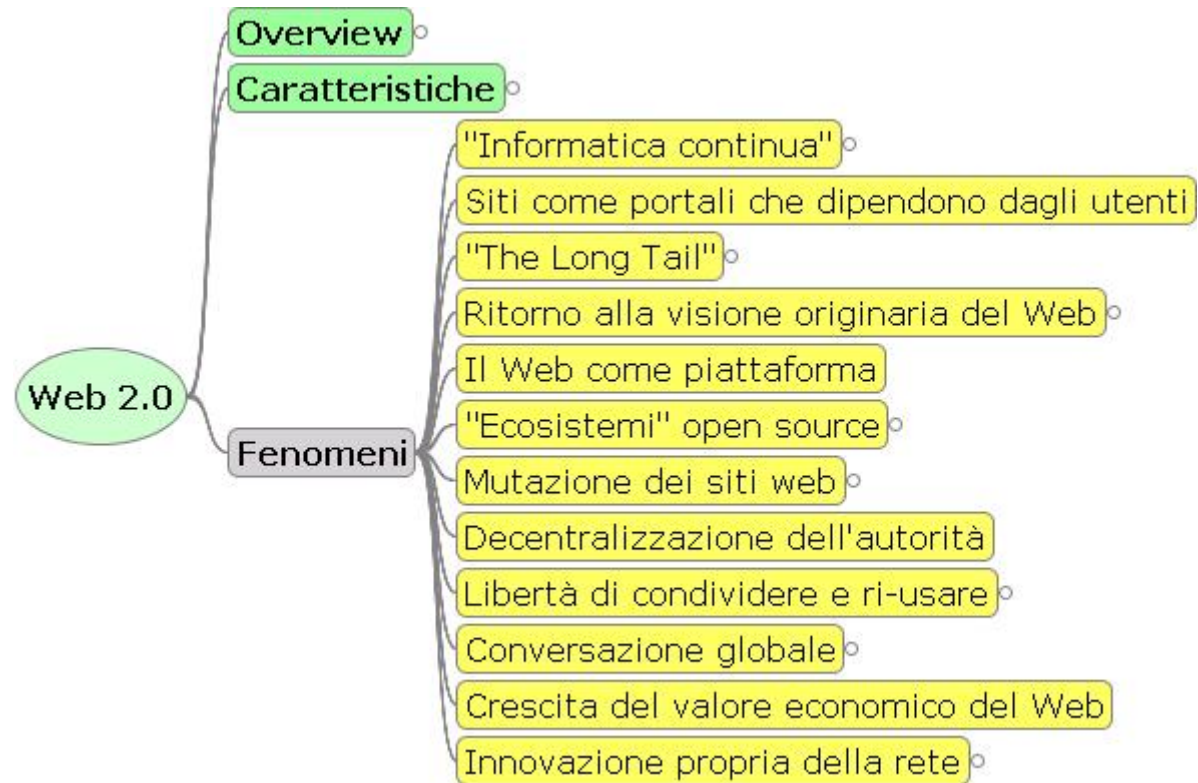 Overview
Caratteristiche
"Informatica continua"
Siti come portali che dipendono dagli utenti
"The Long Tail"
Ritorno alla visione originaria del Web
Il Web come piattaforma
Web 2.0
"Ecosistemi" open source
Fenomeni
Mutazione dei siti web
Decentralizzazione dell'autorità
Libertà di condividere e ri-usare
Conversazione globale
Crescita del valore economico del Web
Innovazione propria della rete